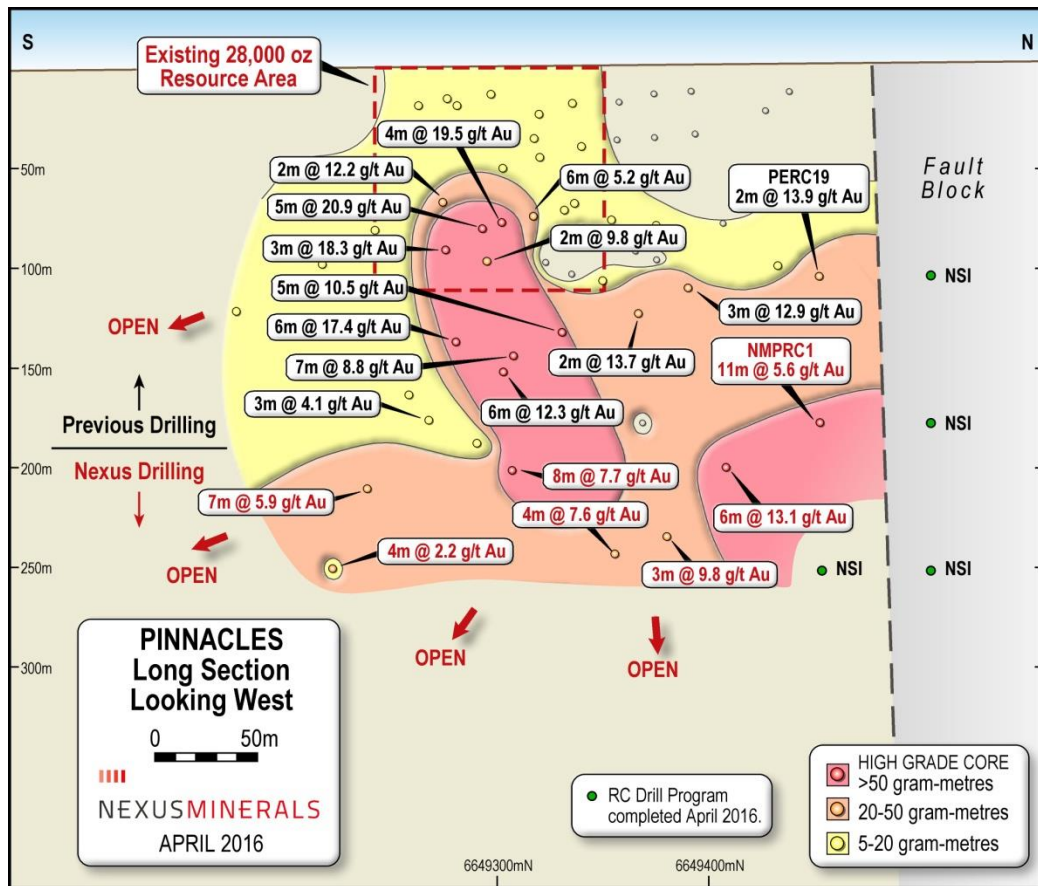 S
N
Existing 28,000 oz
Resource Area
4m @ 19.5 g/t Au
2m @ 12.2 g/t Au
6m @ 5.2 g/t Au
PERC19
2m @ 13.9 g/t Au
Fault
Block
50m
5m @ 20.9 g/t Au
3m @ 18.3 g/t Au
2m @ 9.8 g/t Au
100m
NSI
5m @ 10.5 g/t Au
3m @ 12.9 g/t Au
OPEN
6m @ 17.4 g/t Au
2m @ 13.7 g/t Au
NMPRC1
11m @ 5.6 g/t Au
7m @ 8.8 g/t Au
150m
3m @ 4.1 g/t Au
6m @ 12.3 g/t Au
Previous Drilling
NSI
Nexus Drilling
200m
8m @ 7.7 g/t Au
7m @ 5.9 g/t Au
4m @ 7.6 g/t Au
6m @ 13.1 g/t Au
4m @ 2.2 g/t Au
OPEN
250m
3m @ 9.8 g/t Au
NSI
NSI
OPEN
OPEN
300m
PINNACLES
Long Section
Looking West
0
50m
NEXUSMINERALS
APRIL 2016
RC Drill Program
completed April 2016.
HIGH GRADE CORE
>50 gram-metres
20-50 gram-metres
5-20 gram-metres
6649300mN
6649400mN